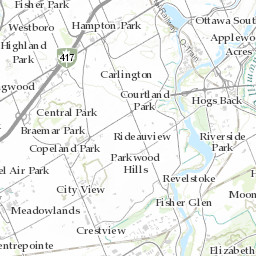 Fisher Park
Westboro
Hampton Park
Ottawa South
Highland
Park
417
Applewood
Acres
Carlington
Courtland
Park
Hogs Back
Central Park
Braemar Park
Rideauview
Riverside
Park
Copeland Park
Parkwood
Hills
el Air Park
City View
Revelstoke
Meadowlands
Fisher Glen
Crestview
entrepointe
Elizabeth